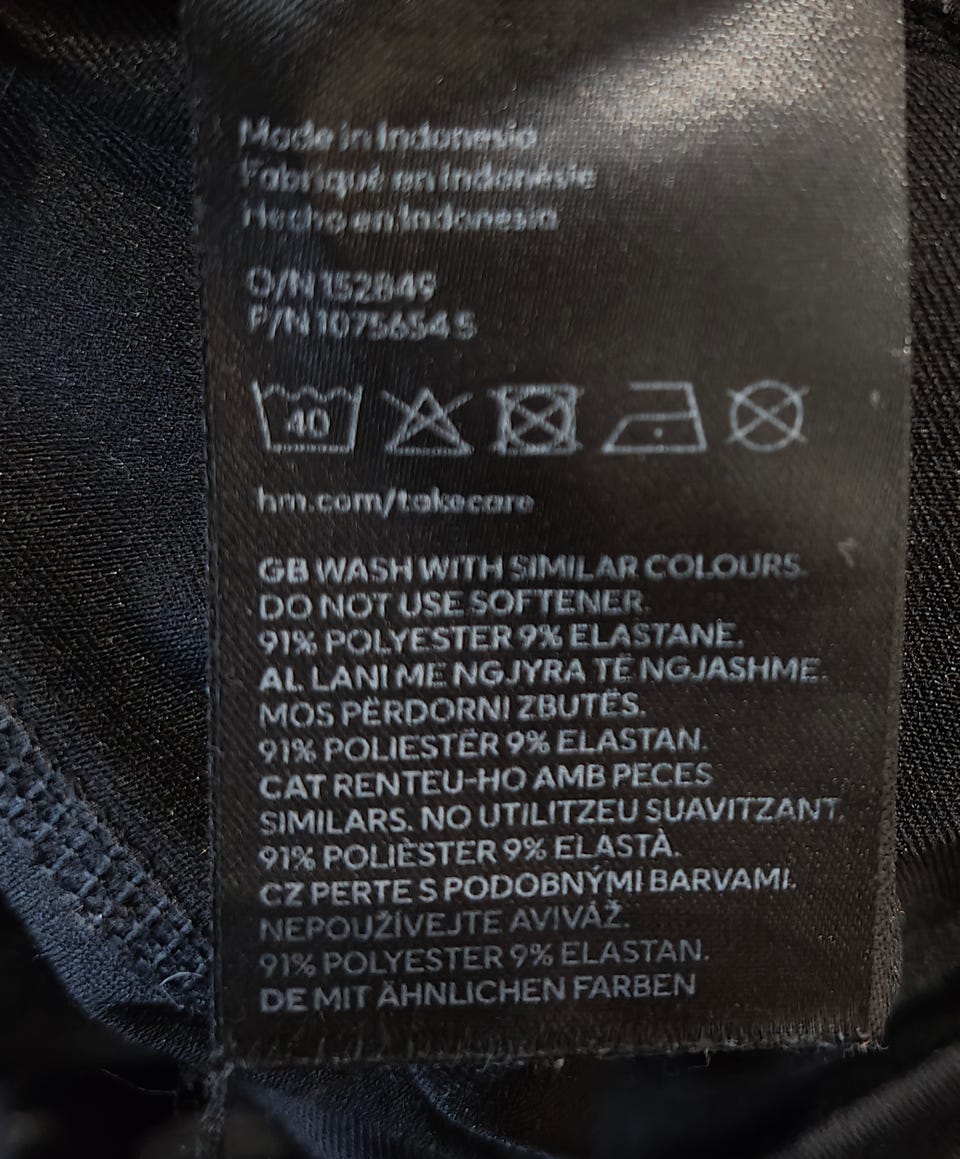 Made in Indonesia
Fabriqué en Indonésie
Hecho en Indonesia
O/N 152849
P/N 1075654 5
40
hm.com/takecare
GB WASH WITH SIMILAR COLOURS.
DO NOT USE SOFTENER.
91% POLYESTER 9% ELASTANE.
AL LANI ME NGJYRA TË NGJASHME.
MOS PËRDORNI ZBUTËS.
91% POLIESTËR 9% ELASTAN.
CAT RENTEU-HO AMB PECES
SIMILARS. NO UTILITZEU SUAVITZANT.
91% POLIÈSTER 9% ELASTÀ.
CZ PERTE S PODOBNÝMI BARVAMI.
NEPOUŽÍVEJTE AVIVÁŽ.
91% POLYESTER 9% ELASTAN.
DE MIT ÄHNLICHEN FARBEN